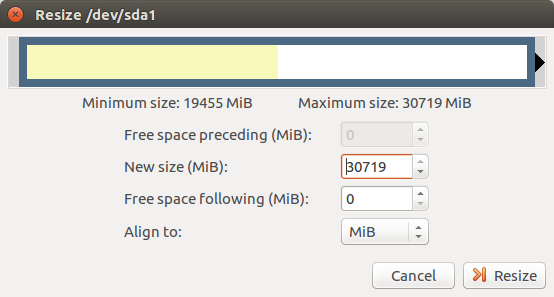 Resize /dev/sda1
Minimum size: 19455 MiB Maximum size: 30719 MiB
Free space preceding (MiB): 0
New size (MiB): 30719
Free space following (MiB): 0
Align to: MiB
Cancel Resize